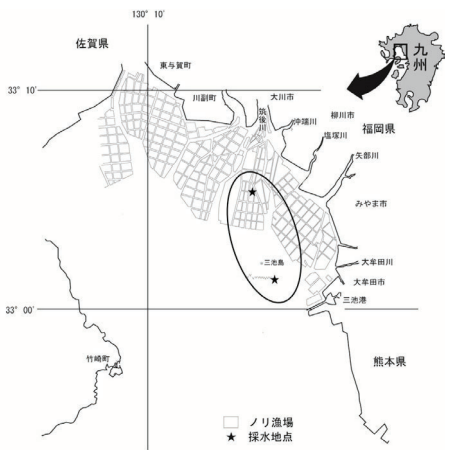 130° 10′
佐賀県
九州
東与賀町
33° 10′
川副町
大川市
筑後川
沖端川
柳川市
福岡県
塩塚川
矢部川
みやま市
三池島
大牟田川
大牟田市
三池港
33° 00′
熊本県
竹崎町
ノリ漁場
★ 採水地点